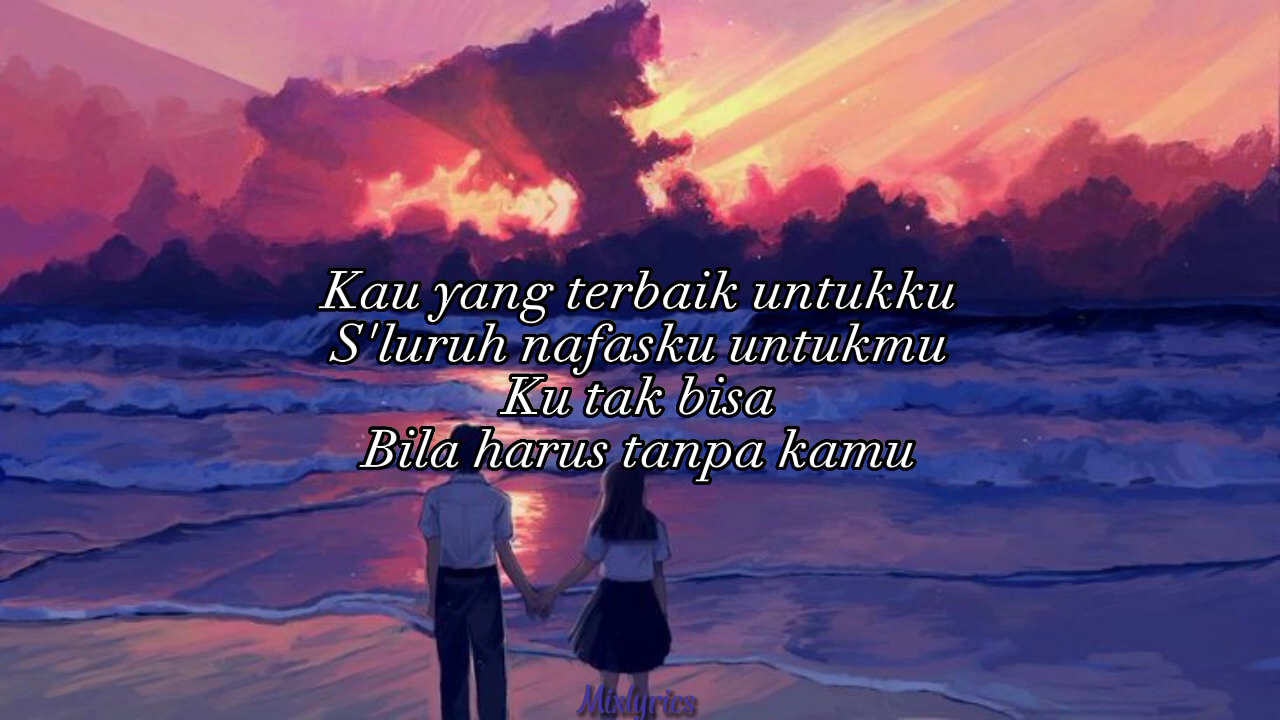 Kau yang terbaik untukku
S'luruh nafasku untukmu
Ku tak bisa
Bila harus tanpa kamu
Mixlyrics